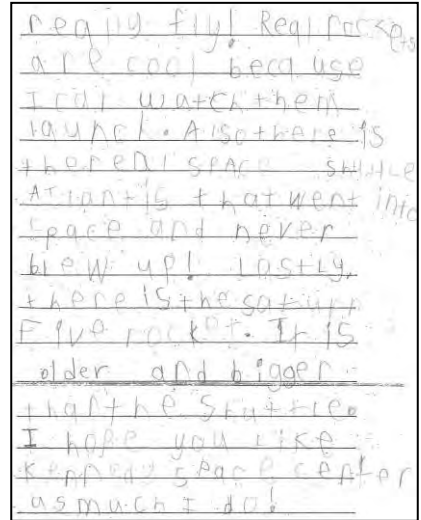 really fly! Real rockets
are cool because
I can watch them
launch. Also there is
the real space shuttle
Atlantis that went into
space and never
blew up! Lastly,
there is the saturn
Five rocket. It is
older and bigger
than the Shuttle.
I hope you like
Kennedy space center
as much I do!